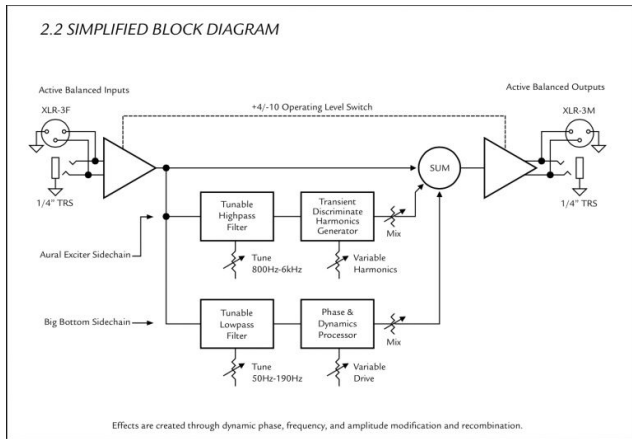 2.2 SIMPLIFIED BLOCK DIAGRAM
Active Balanced Inputs
Active Balanced Outputs
XLR-3F
+4/-10 Operating Level Switch
XLR-3M
SUM
1/4" TRS
1/4" TRS
Tunable
Highpass
Filter
Transient
Discriminate
Harmonics
Generator
Mix
Aural Exciter Sidechain
Tune
800Hz-6kHz
Variable
Harmonics
Big Bottom Sidechain
Tunable
Lowpass
Filter
Phase &
Dynamics
Processor
Mix
Tune
50Hz-190Hz
Variable
Drive
Effects are created through dynamic phase, frequency, and amplitude modification and recombination.